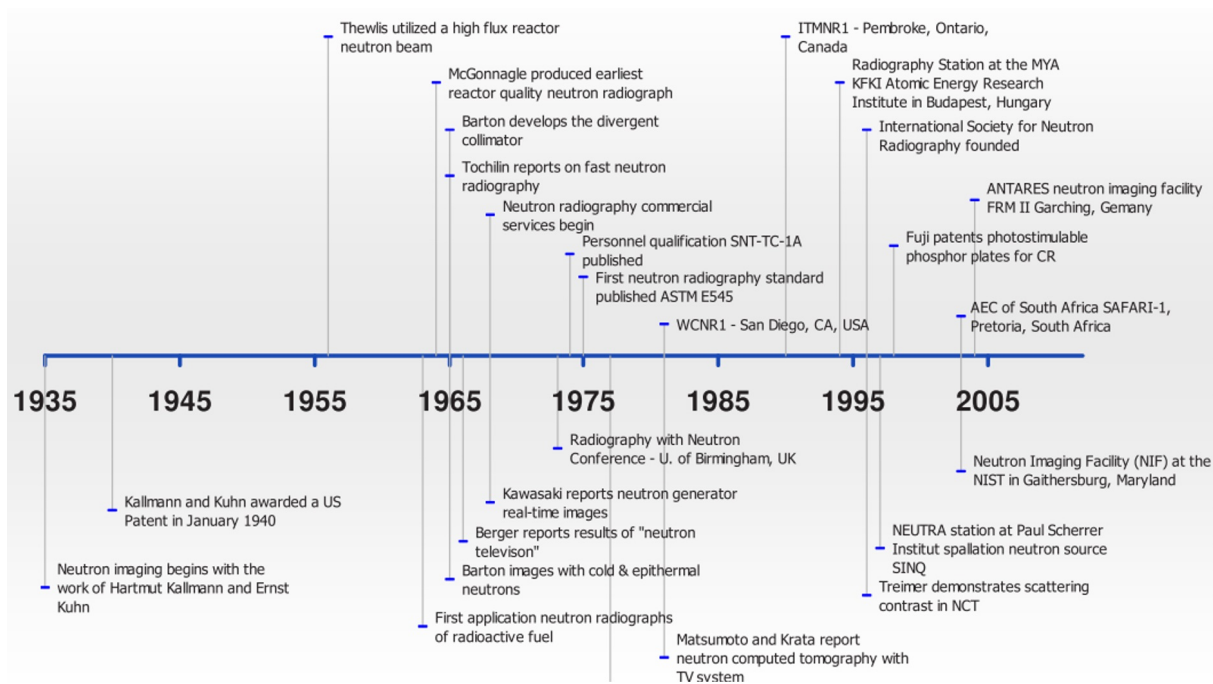 Thewlis utilized a high flux reactor
neutron beam
ITMNR1 - Pembroke, Ontario,
Canada
McGonnagle produced earliest
reactor quality neutron radiograph
Radiography Station at the MYA
KFKI Atomic Energy Research
Institute in Budapest, Hungary
Barton develops the divergent
collimator
International Society for Neutron
Radiography founded
Tochilin reports on fast neutron
radiography
ANTARES neutron imaging facility
FRM II Garching, Gemany
Neutron radiography commercial
services begin
Personnel qualification SNT-TC-1A
published
Fuji patents photostimulable
phosphor plates for CR
First neutron radiography standard
published ASTM E545
AEC of South Africa SAFARI-1,
Pretoria, South Africa
WCNR1 - San Diego, CA, USA
1935 1945 1955 1965 1975 1985 1995 2005
Radiography with Neutron
Conference - U. of Birmingham, UK
Neutron Imaging Facility (NIF) at the
NIST in Gaithersburg, Maryland
Kallmann and Kuhn awarded a US
Patent in January 1940
Kawasaki reports neutron generator
real-time images
Berger reports results of "neutron
televison"
NEUTRA station at Paul Scherrer
Institut spallation neutron source
SINQ
Neutron imaging begins with the
work of Hartmut Kallmann and Ernst
Kuhn
Barton images with cold & epithermal
neutrons
Treimer demonstrates scattering
contrast in NCT
First application neutron radiographs
of radioactive fuel
Matsumoto and Krata report
neutron computed tomography with
TV system